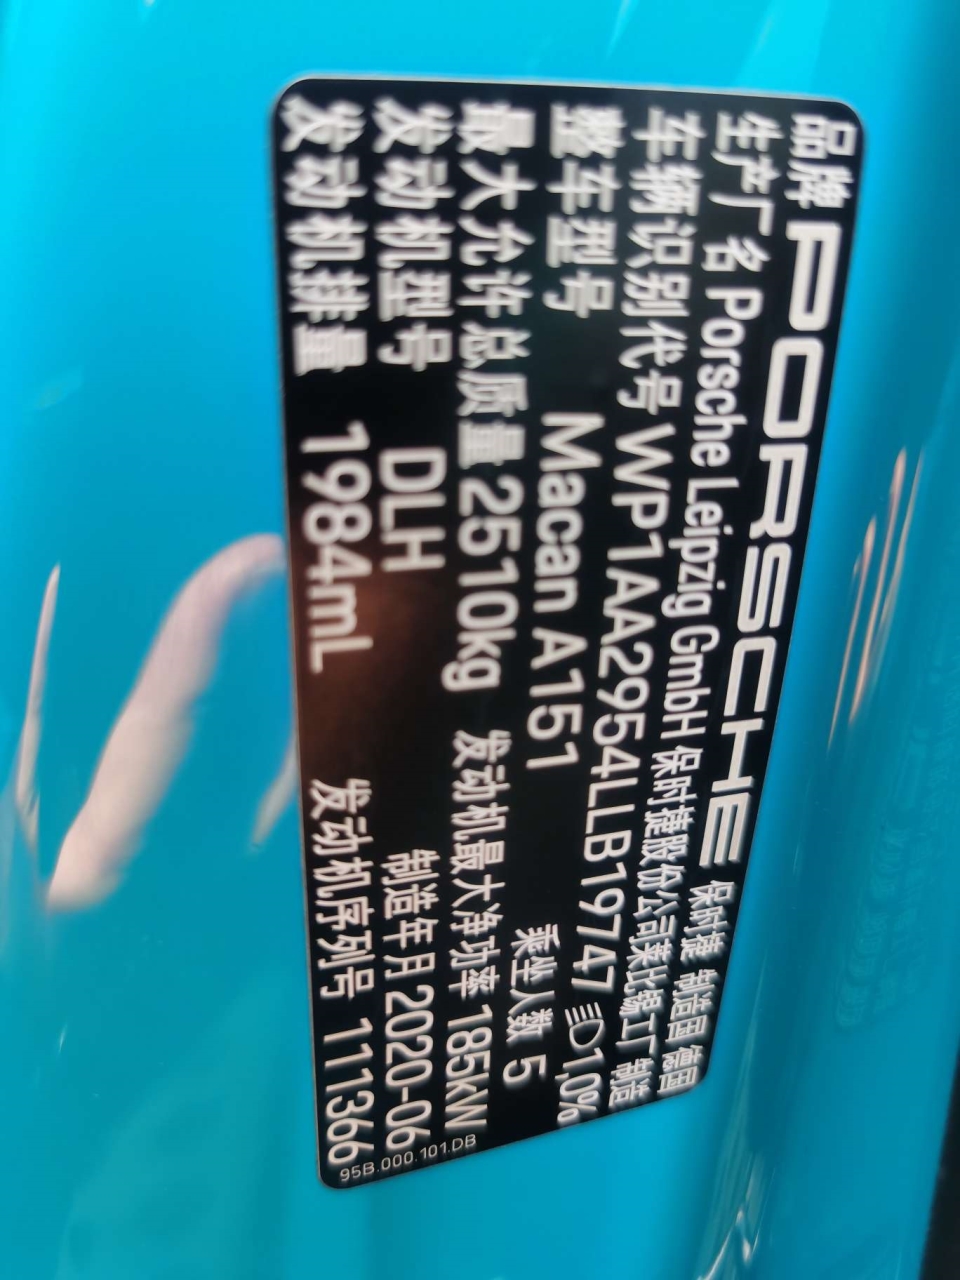 品牌 PORSCHE 保时捷 制造国 德国
生产厂名 Porsche Leipzig GmbH 保时捷股份公司莱比锡工厂制造
车辆识别代号 WP1AA2954LLB19747 1,0%
整车型号 Macan A151 乘坐人数 5
最大允许总质量 2510kg 发动机最大净功率 185kW
发动机型号 DLH 制造年月 2020-06
发动机排量 1984mL 发动机序列号 111366
95B.000.101.DB